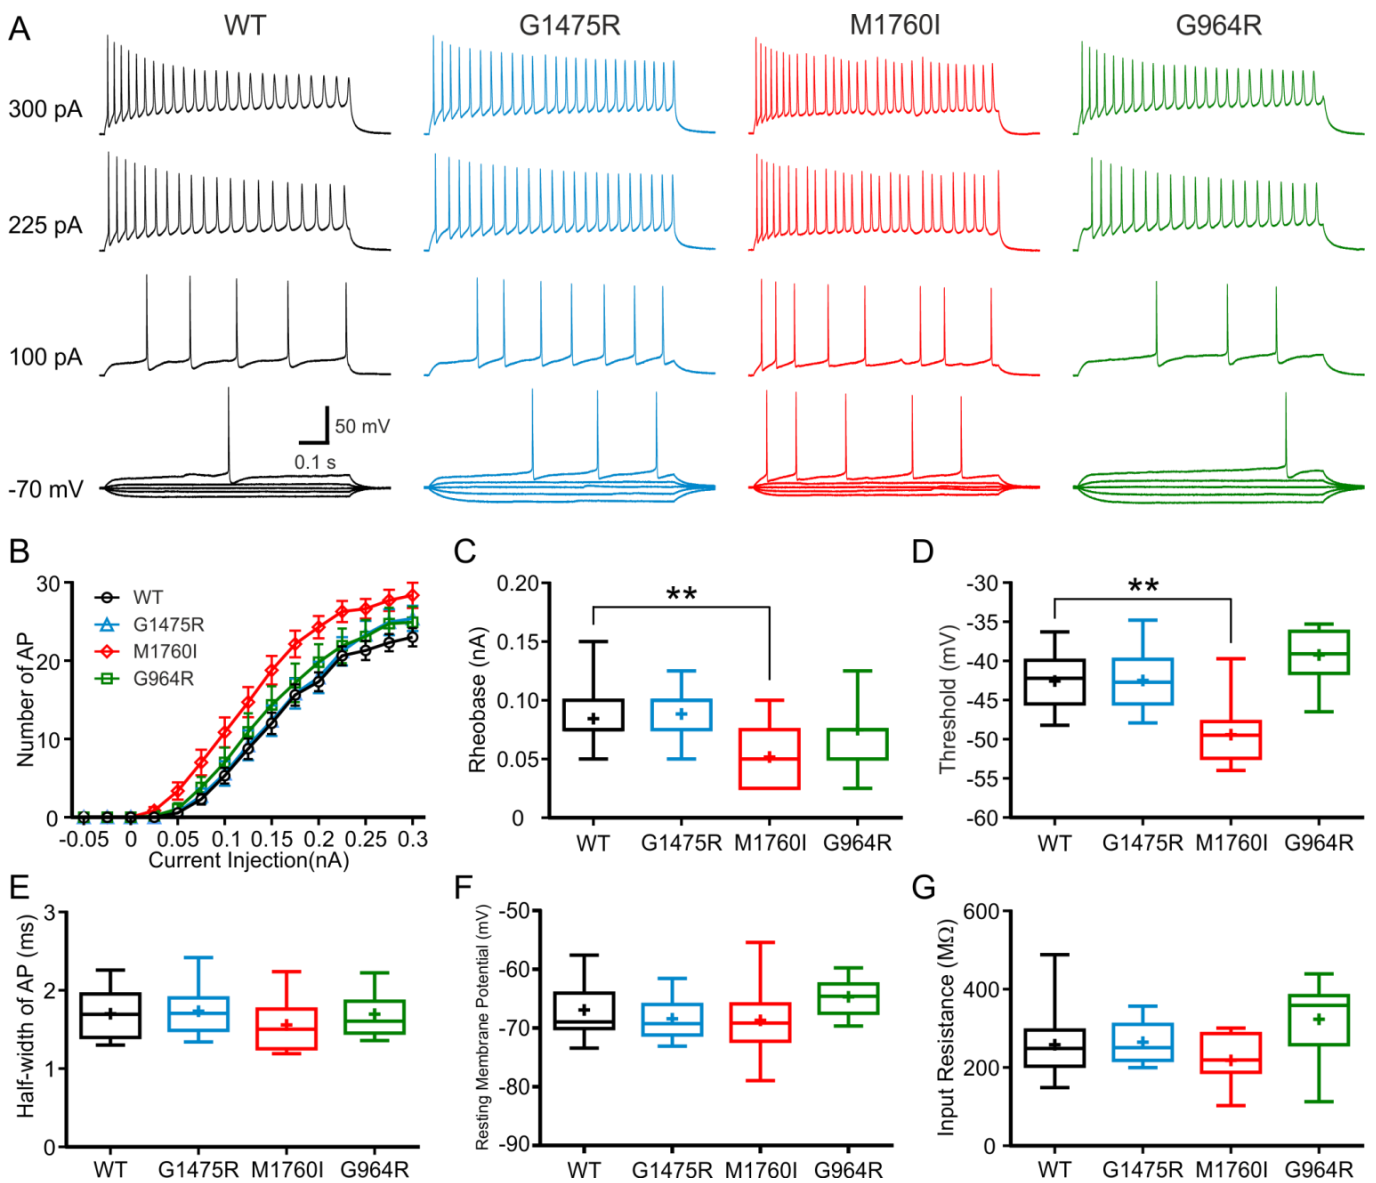 A
WT G1475R M1760I G964R
300 pA
225 pA
100 pA
50 mV
0.1 s
-70 mV
B
Number of AP
30
20
10
0
WT
G1475R
M1760I
G964R
-0.05 0 0.05 0.1 0.15 0.2 0.25 0.3
Current Injection(nA)
C
Rheobase (nA)
0.20
0.15
0.10
0.05
0
**
WT G1475R M1760I G964R
D
Threshold (mV)
-30
-35
-40
-45
-50
-55
-60
**
WT G1475R M1760I G964R
E
Half-width of AP (ms)
3
2
1
0
WT G1475R M1760I G964R
F
Resting Membrane Potential (mV)
-50
-60
-70
-80
-90
WT G1475R M1760I G964R
G
Input Resistance (MΩ)
600
400
200
0
WT G1475R M1760I G964R